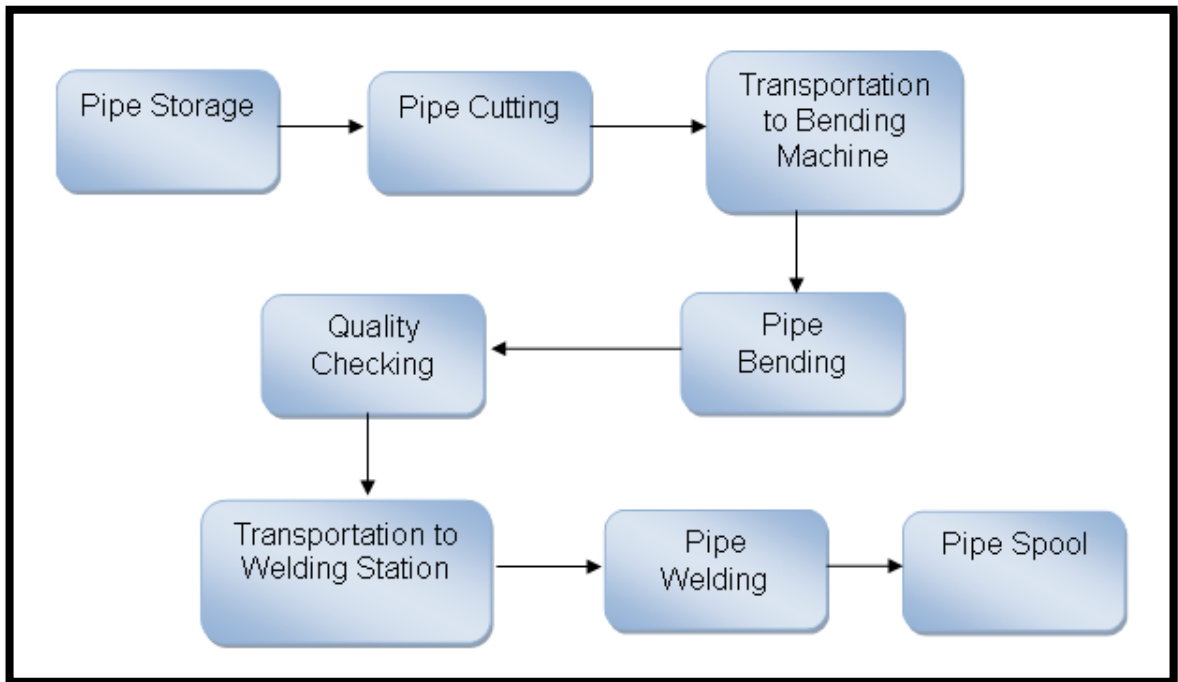 Pipe Storage
Pipe Cutting
Transportation
to Bending
Machine
Pipe
Bending
Quality
Checking
Transportation to
Welding Station
Pipe
Welding
Pipe Spool